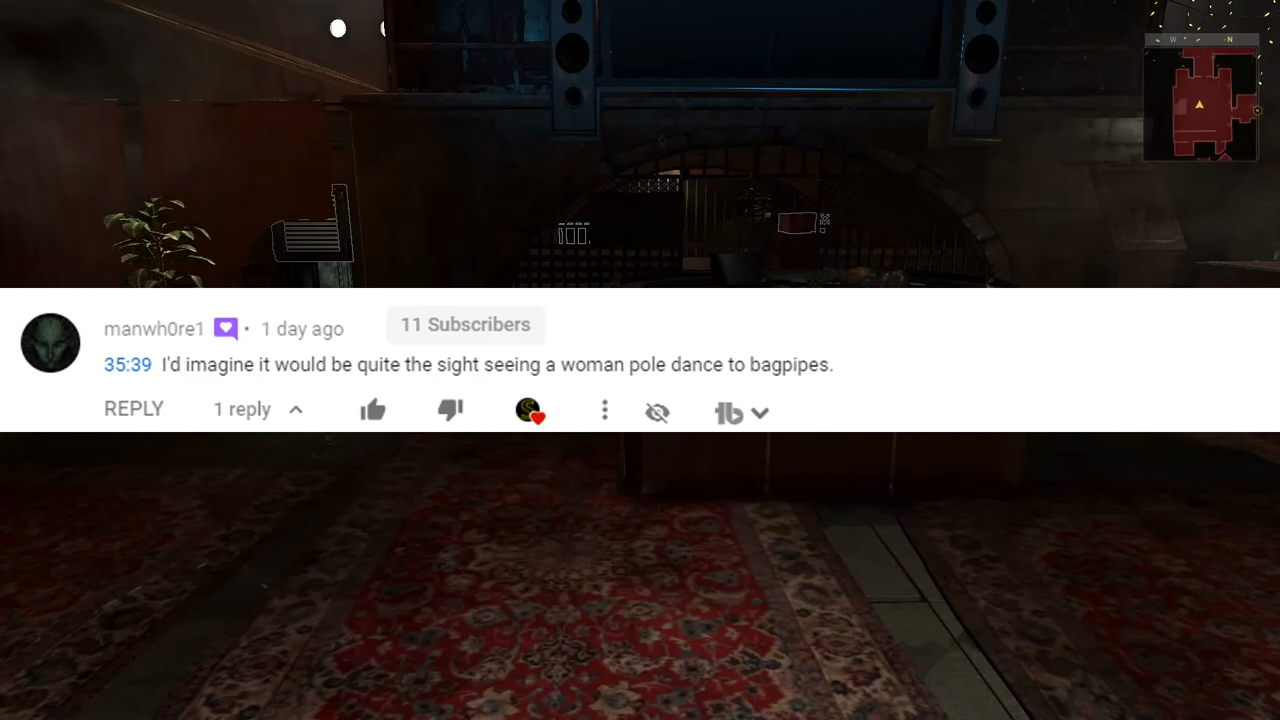 W N
manwh0re1 • 1 day ago 11 Subscribers
35:39 I'd imagine it would be quite the sight seeing a woman pole dance to bagpipes.
REPLY 1 reply